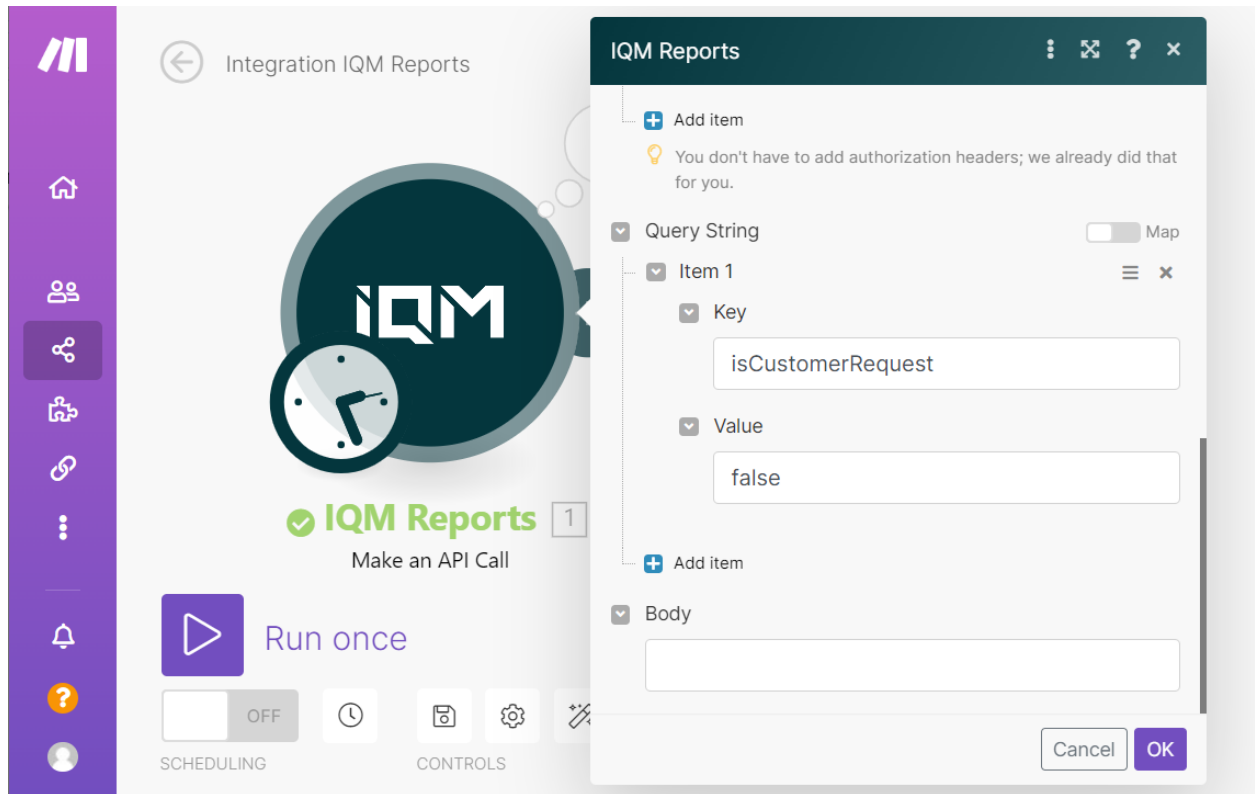 Integration IQM Reports
iQM
IQM Reports 1
Make an API Call
Run once
OFF
SCHEDULING
CONTROLS
IQM Reports
Add item
You don't have to add authorization headers; we already did that
for you.
Query String
Map
Item 1
Key
isCustomerRequest
Value
false
Add item
Body
Cancel
OK